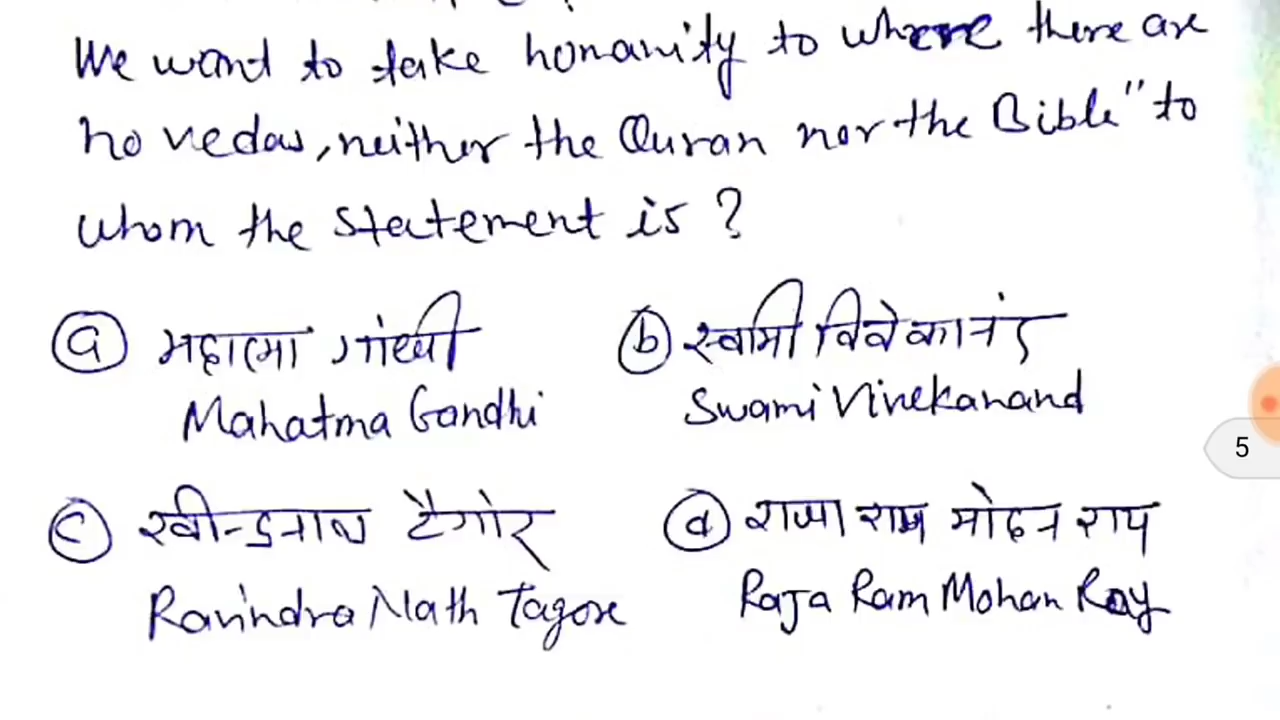 We want to take homanity to where there are
no vedas, neither the Quran nor the Bible" to
whom the statement is ?
(a) महात्मा गांधी
Mahatma Gandhi
(b) स्वामी विवेकानंद
Swami Vivekanand
(c) रवीन्द्रनाथ टैगोर
Ravindra Nath Tagore
(d) राजा राम मोहन राय
Raja Ram Mohan Roy
5